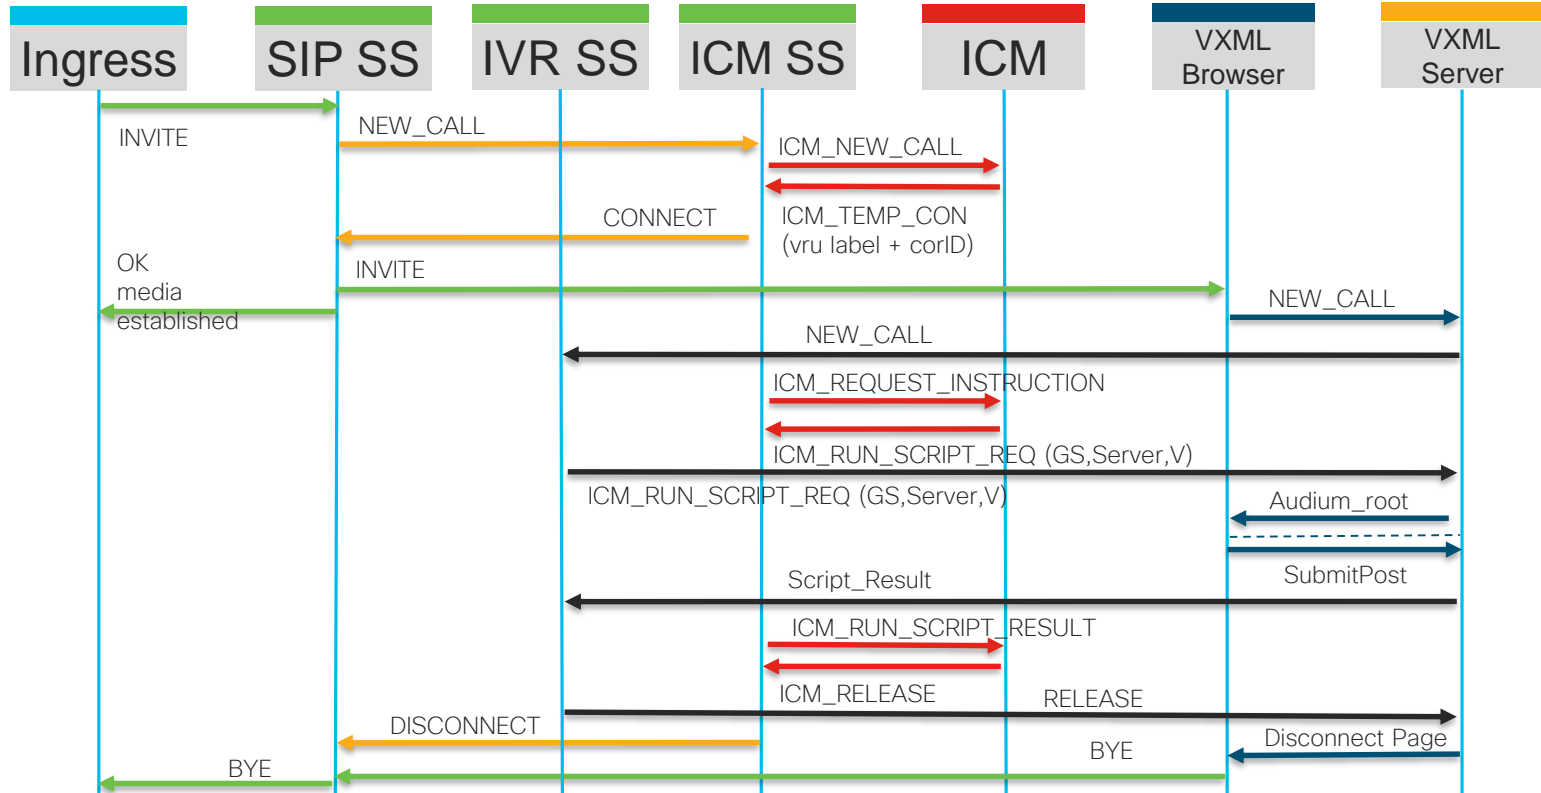 Ingress
SIP SS
IVR SS
ICM SS
ICM
VXML
Browser
VXML
Server
INVITE
NEW_CALL
ICM_NEW_CALL
CONNECT
ICM_TEMP_CON
(vru label + corID)
OK
media
established
INVITE
NEW_CALL
NEW_CALL
ICM_REQUEST_INSTRUCTION
ICM_RUN_SCRIPT_REQ (GS,Server,V)
ICM_RUN_SCRIPT_REQ (GS,Server,V)
Audium_root
SubmitPost
Script_Result
ICM_RUN_SCRIPT_RESULT
ICM_RELEASE
RELEASE
DISCONNECT
Disconnect Page
BYE
BYE